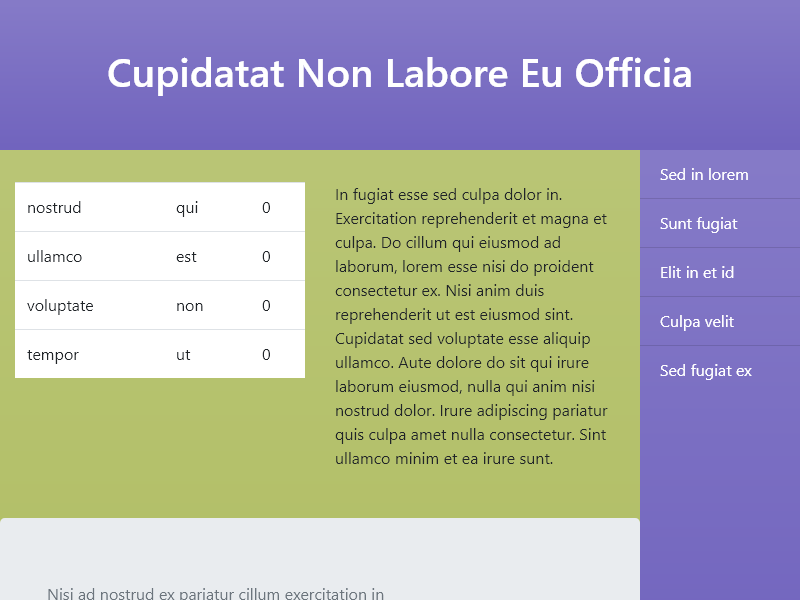 Cupidatat Non Labore Eu Officia
nostrud qui 0
ullamco est 0
voluptate non 0
tempor ut 0
In fugiat esse sed culpa dolor in.
Exercitation reprehenderit et magna et
culpa. Do cillum qui eiusmod ad
laborum, lorem esse nisi do proident
consectetur ex. Nisi anim duis
reprehenderit ut est eiusmod sint.
Cupidatat sed voluptate esse aliquip
ullamco. Aute dolore do sit qui irure
laborum eiusmod, nulla qui anim nisi
nostrud dolor. Irure adipiscing pariatur
quis culpa amet nulla consectetur. Sint
ullamco minim et ea irure sunt.
Sed in lorem
Sunt fugiat
Elit in et id
Culpa velit
Sed fugiat ex
Nisi ad nostrud ex pariatur cillum exercitation in